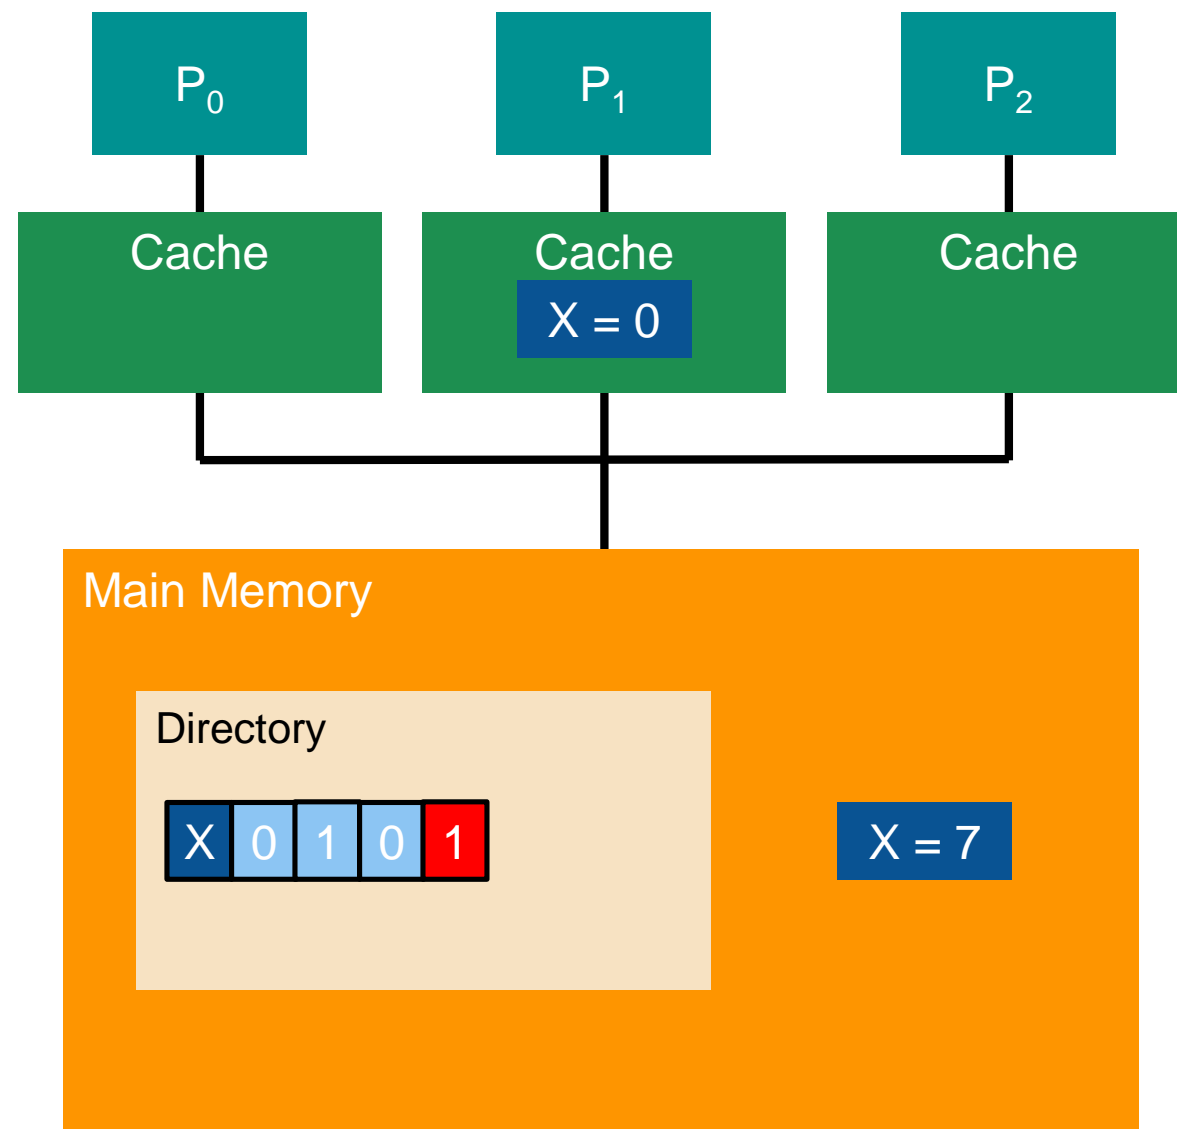 P₀ P₁ P₂
Cache Cache Cache
X = 0
Main Memory
Directory
X 0 1 0 1
X = 7